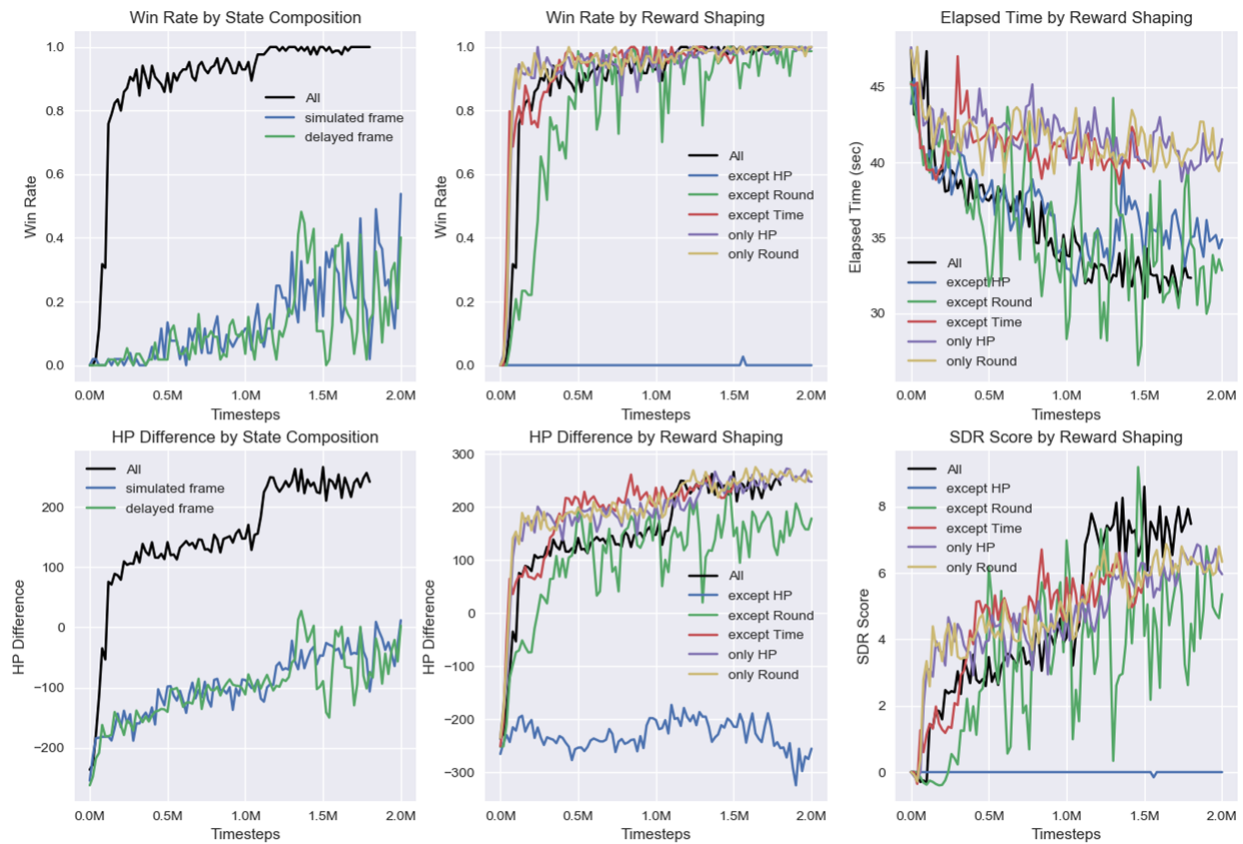 Win Rate by State Composition
Win Rate
1.0
0.8
0.6
0.4
0.2
0.0
All
simulated frame
delayed frame
0.0M 0.5M 1.0M 1.5M 2.0M
Timesteps
Win Rate by Reward Shaping
Win Rate
1.0
0.8
0.6
0.4
0.2
0.0
All
except HP
except Round
except Time
only HP
only Round
0.0M 0.5M 1.0M 1.5M 2.0M
Timesteps
Elapsed Time by Reward Shaping
Elapsed Time (sec)
45
40
35
30
All
except HP
except Round
except Time
only HP
only Round
0.0M 0.5M 1.0M 1.5M 2.0M
Timesteps
HP Difference by State Composition
HP Difference
200
100
0
−100
−200
All
simulated frame
delayed frame
0.0M 0.5M 1.0M 1.5M 2.0M
Timesteps
HP Difference by Reward Shaping
HP Difference
300
200
100
0
−100
−200
−300
All
except HP
except Round
except Time
only HP
only Round
0.0M 0.5M 1.0M 1.5M 2.0M
Timesteps
SDR Score by Reward Shaping
SDR Score
8
6
4
2
0
All
except HP
except Round
except Time
only HP
only Round
0.0M 0.5M 1.0M 1.5M 2.0M
Timesteps